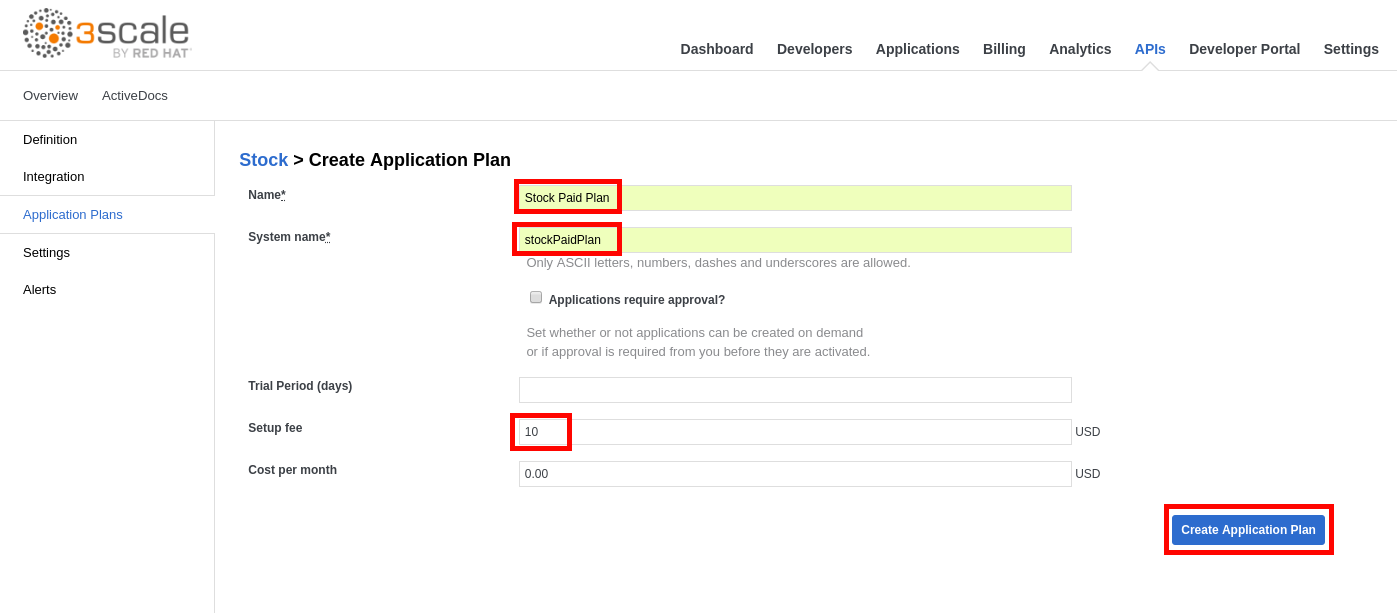 3scale
BY RED HAT
Dashboard Developers Applications Billing Analytics APIs Developer Portal Settings
Overview ActiveDocs
Definition
Integration
Application Plans
Settings
Alerts
Stock > Create Application Plan
Name* Stock Paid Plan
System name* stockPaidPlan
Only ASCII letters, numbers, dashes and underscores are allowed.
Applications require approval?
Set whether or not applications can be created on demand
or if approval is required from you before they are activated.
Trial Period (days)
Setup fee 10 USD
Cost per month 0.00 USD
Create Application Plan